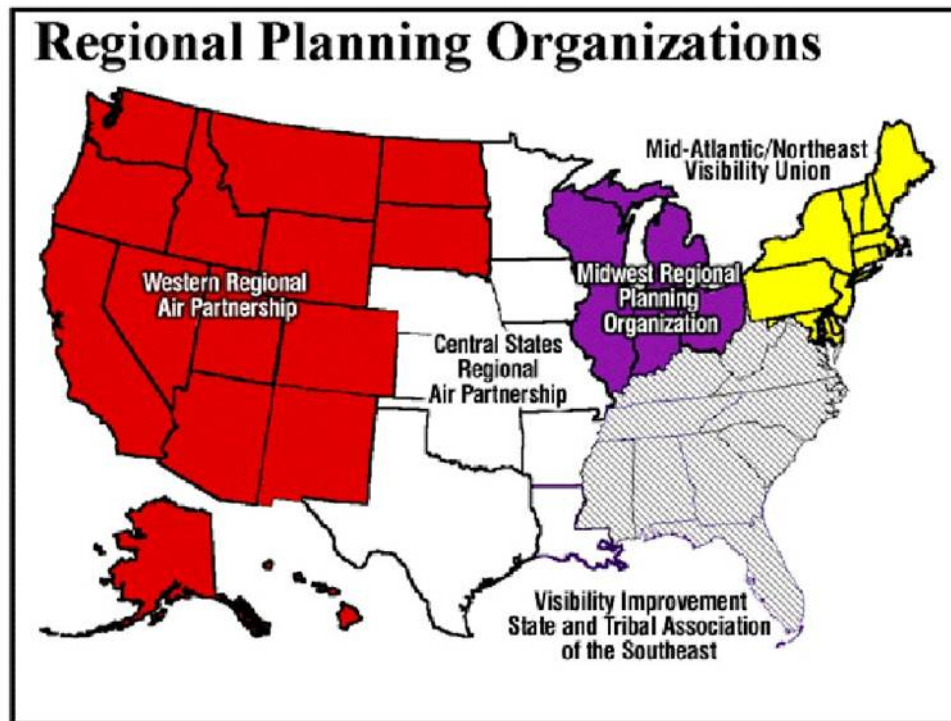 Regional Planning Organizations
Mid-Atlantic/Northeast
Visibility Union
Western Regional
Air Partnership
Midwest Regional
Planning
Organization
Central States
Regional
Air Partnership
Visibility Improvement
State and Tribal Association
of the Southeast